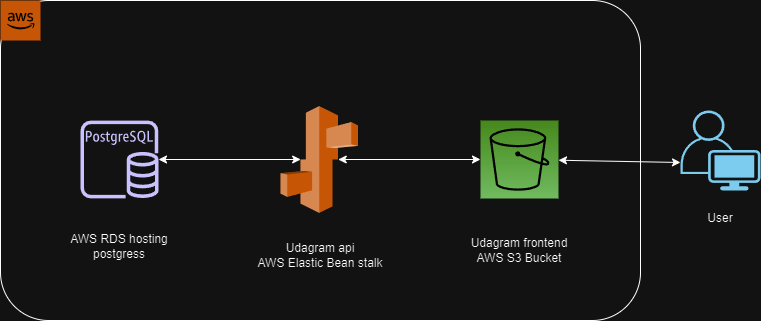 aws
PostgreSQL
AWS RDS hosting
postgress
Udagram api
AWS Elastic Bean stalk
Udagram frontend
AWS S3 Bucket
User